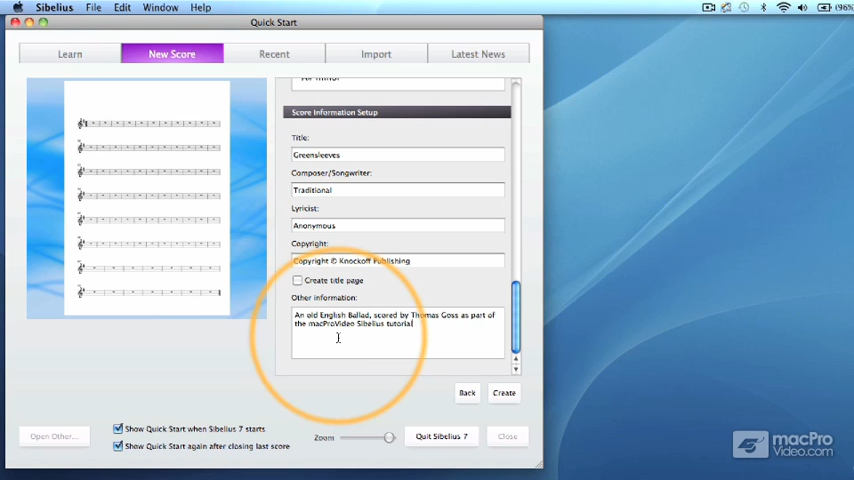 Sibelius File Edit Window Help
(96%
Quick Start
Learn New Score Recent Import Latest News
Score Information Setup
Title:
Greensleeves
Composer/Songwriter:
Traditional
Lyricist:
Anonymous
Copyright:
Copyright © Knockoff Publishing
Create title page
Other information:
An old English Ballad, scored by Thomas Goss as part of
the macProVideo Sibelius tutorial
Back Create
Show Quick Start when Sibelius 7 starts
Open Other... Zoom Quit Sibelius 7 Close
Show Quick Start again after closing last score
macPro
Video.com